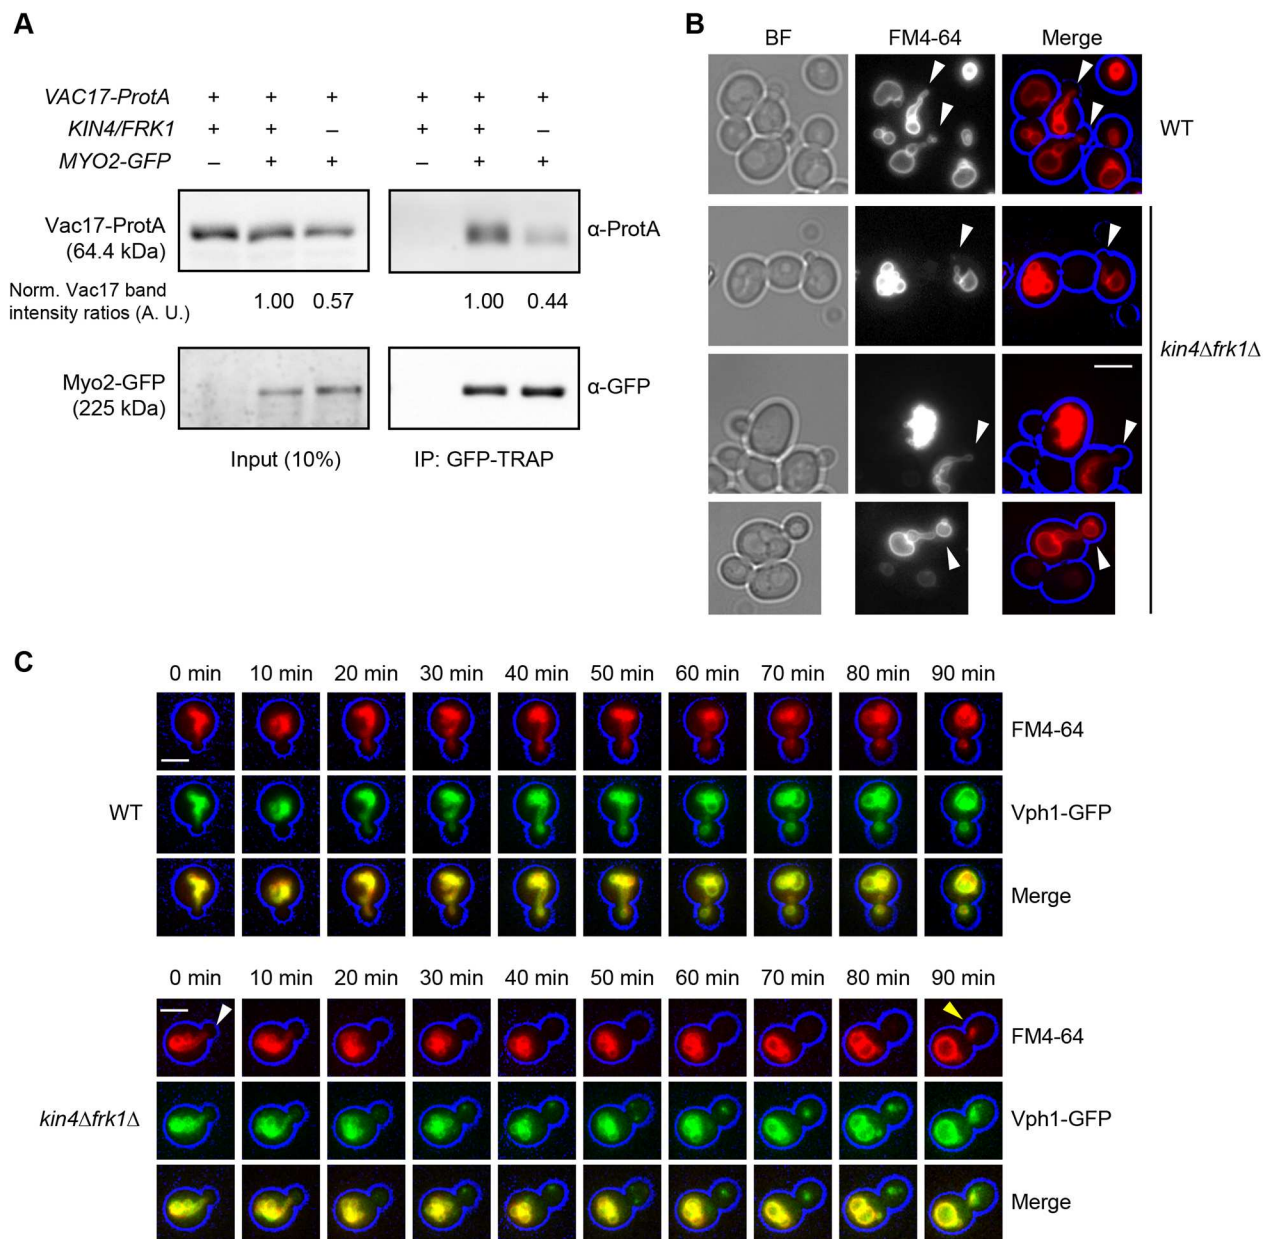 A
VAC17-ProtA + + + + + +
KIN4/FRK1 + + – + + –
MYO2-GFP – + + – + +
Vac17-ProtA
(64.4 kDa)
α-ProtA
Norm. Vac17 band
intensity ratios (A. U.)
1.00 0.57 1.00 0.44
Myo2-GFP
(225 kDa)
α-GFP
Input (10%) IP: GFP-TRAP
B
BF FM4-64 Merge
WT
kin4Δfrk1Δ
C
0 min 10 min 20 min 30 min 40 min 50 min 60 min 70 min 80 min 90 min
FM4-64
WT
Vph1-GFP
Merge
0 min 10 min 20 min 30 min 40 min 50 min 60 min 70 min 80 min 90 min
FM4-64
kin4Δfrk1Δ
Vph1-GFP
Merge